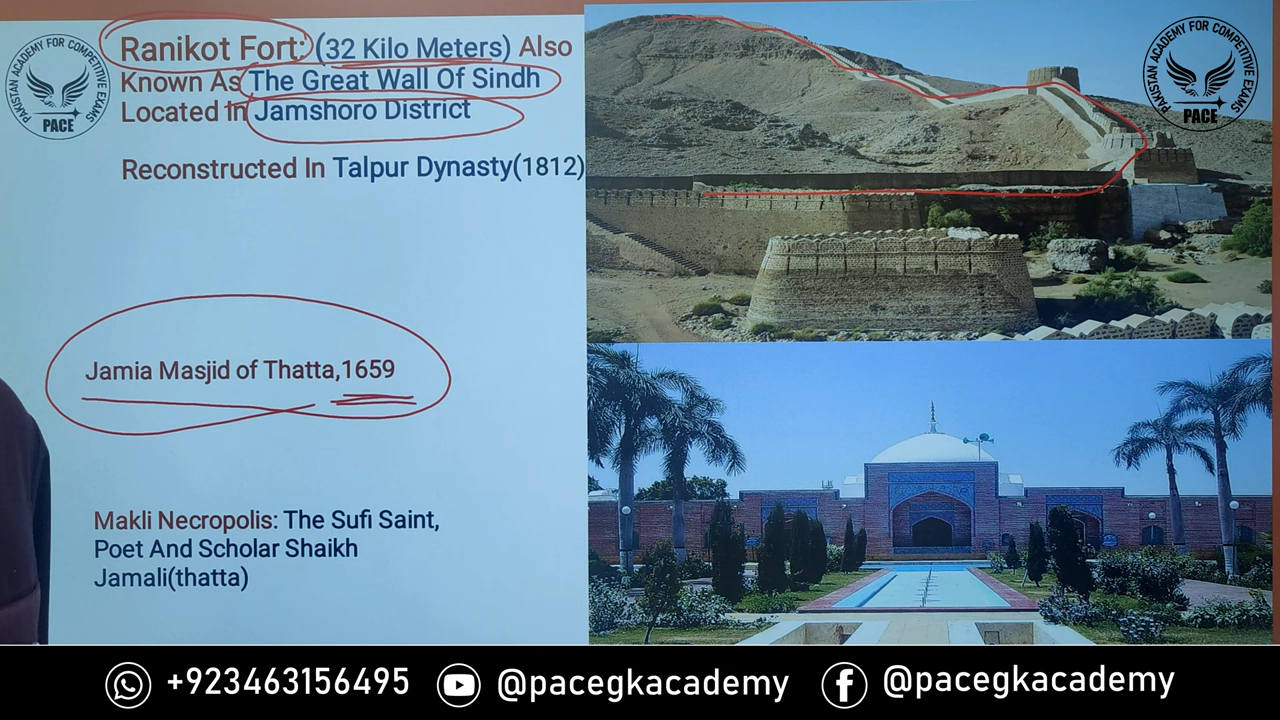 PAKISTAN ACADEMY FOR COMPETITIVE EXAMS
PACE
Ranikot Fort: (32 Kilo Meters) Also
Known As The Great Wall Of Sindh
Located In Jamshoro District
Reconstructed In Talpur Dynasty(1812)
Jamia Masjid of Thatta,1659
Makli Necropolis: The Sufi Saint,
Poet And Scholar Shaikh
Jamali(thatta)
PAKISTAN ACADEMY FOR COMPETITIVE EXAMS
PACE
+923463156495 @pacegkacademy @pacegkacademy